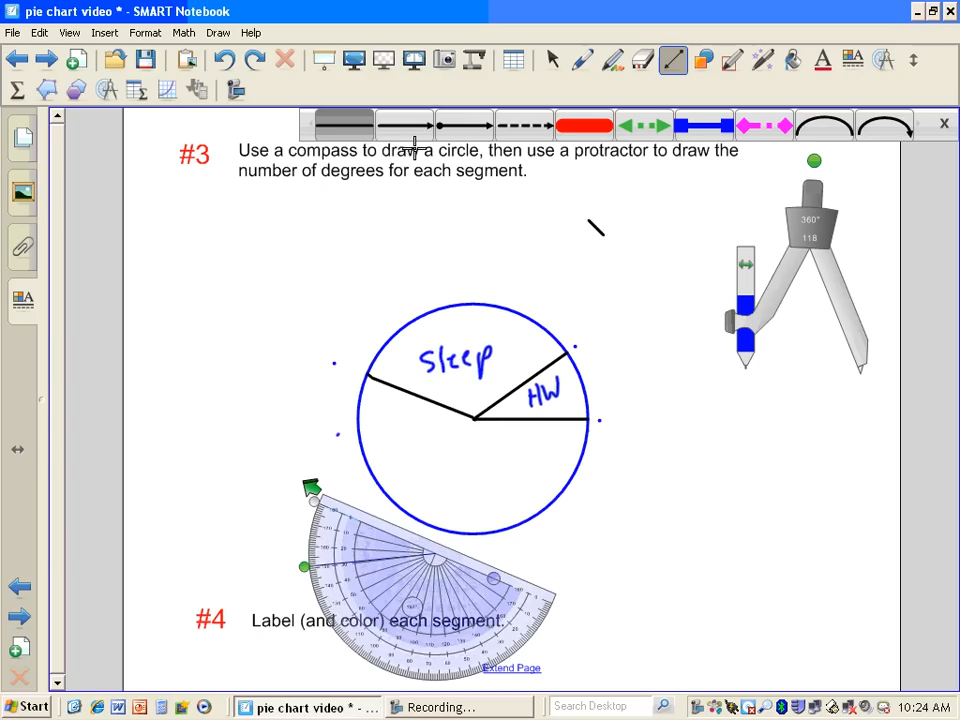 pie chart video * - SMART Notebook
File Edit View Insert Format Math Draw Help
#3 Use a compass to draw a circle, then use a protractor to draw the
number of degrees for each segment.
360°
118
Sleep
HW
#4 Label (and color) each segment.
Extend Page
Start
pie chart video * - ...
Recording...
Search Desktop
10:24 AM